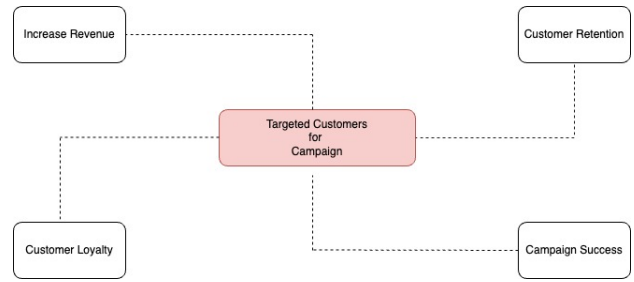 Increase Revenue
Customer Retention
Targeted Customers
for
Campaign
Customer Loyalty
Campaign Success